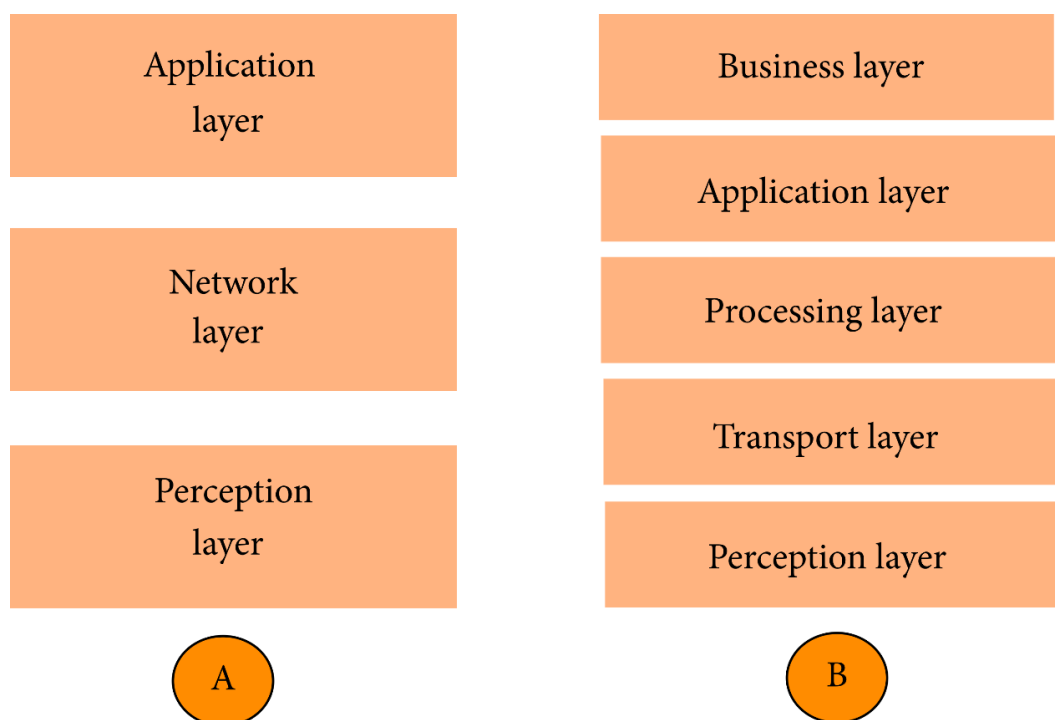 Application
layer
Network
layer
Perception
layer
A
Business layer
Application layer
Processing layer
Transport layer
Perception layer
B